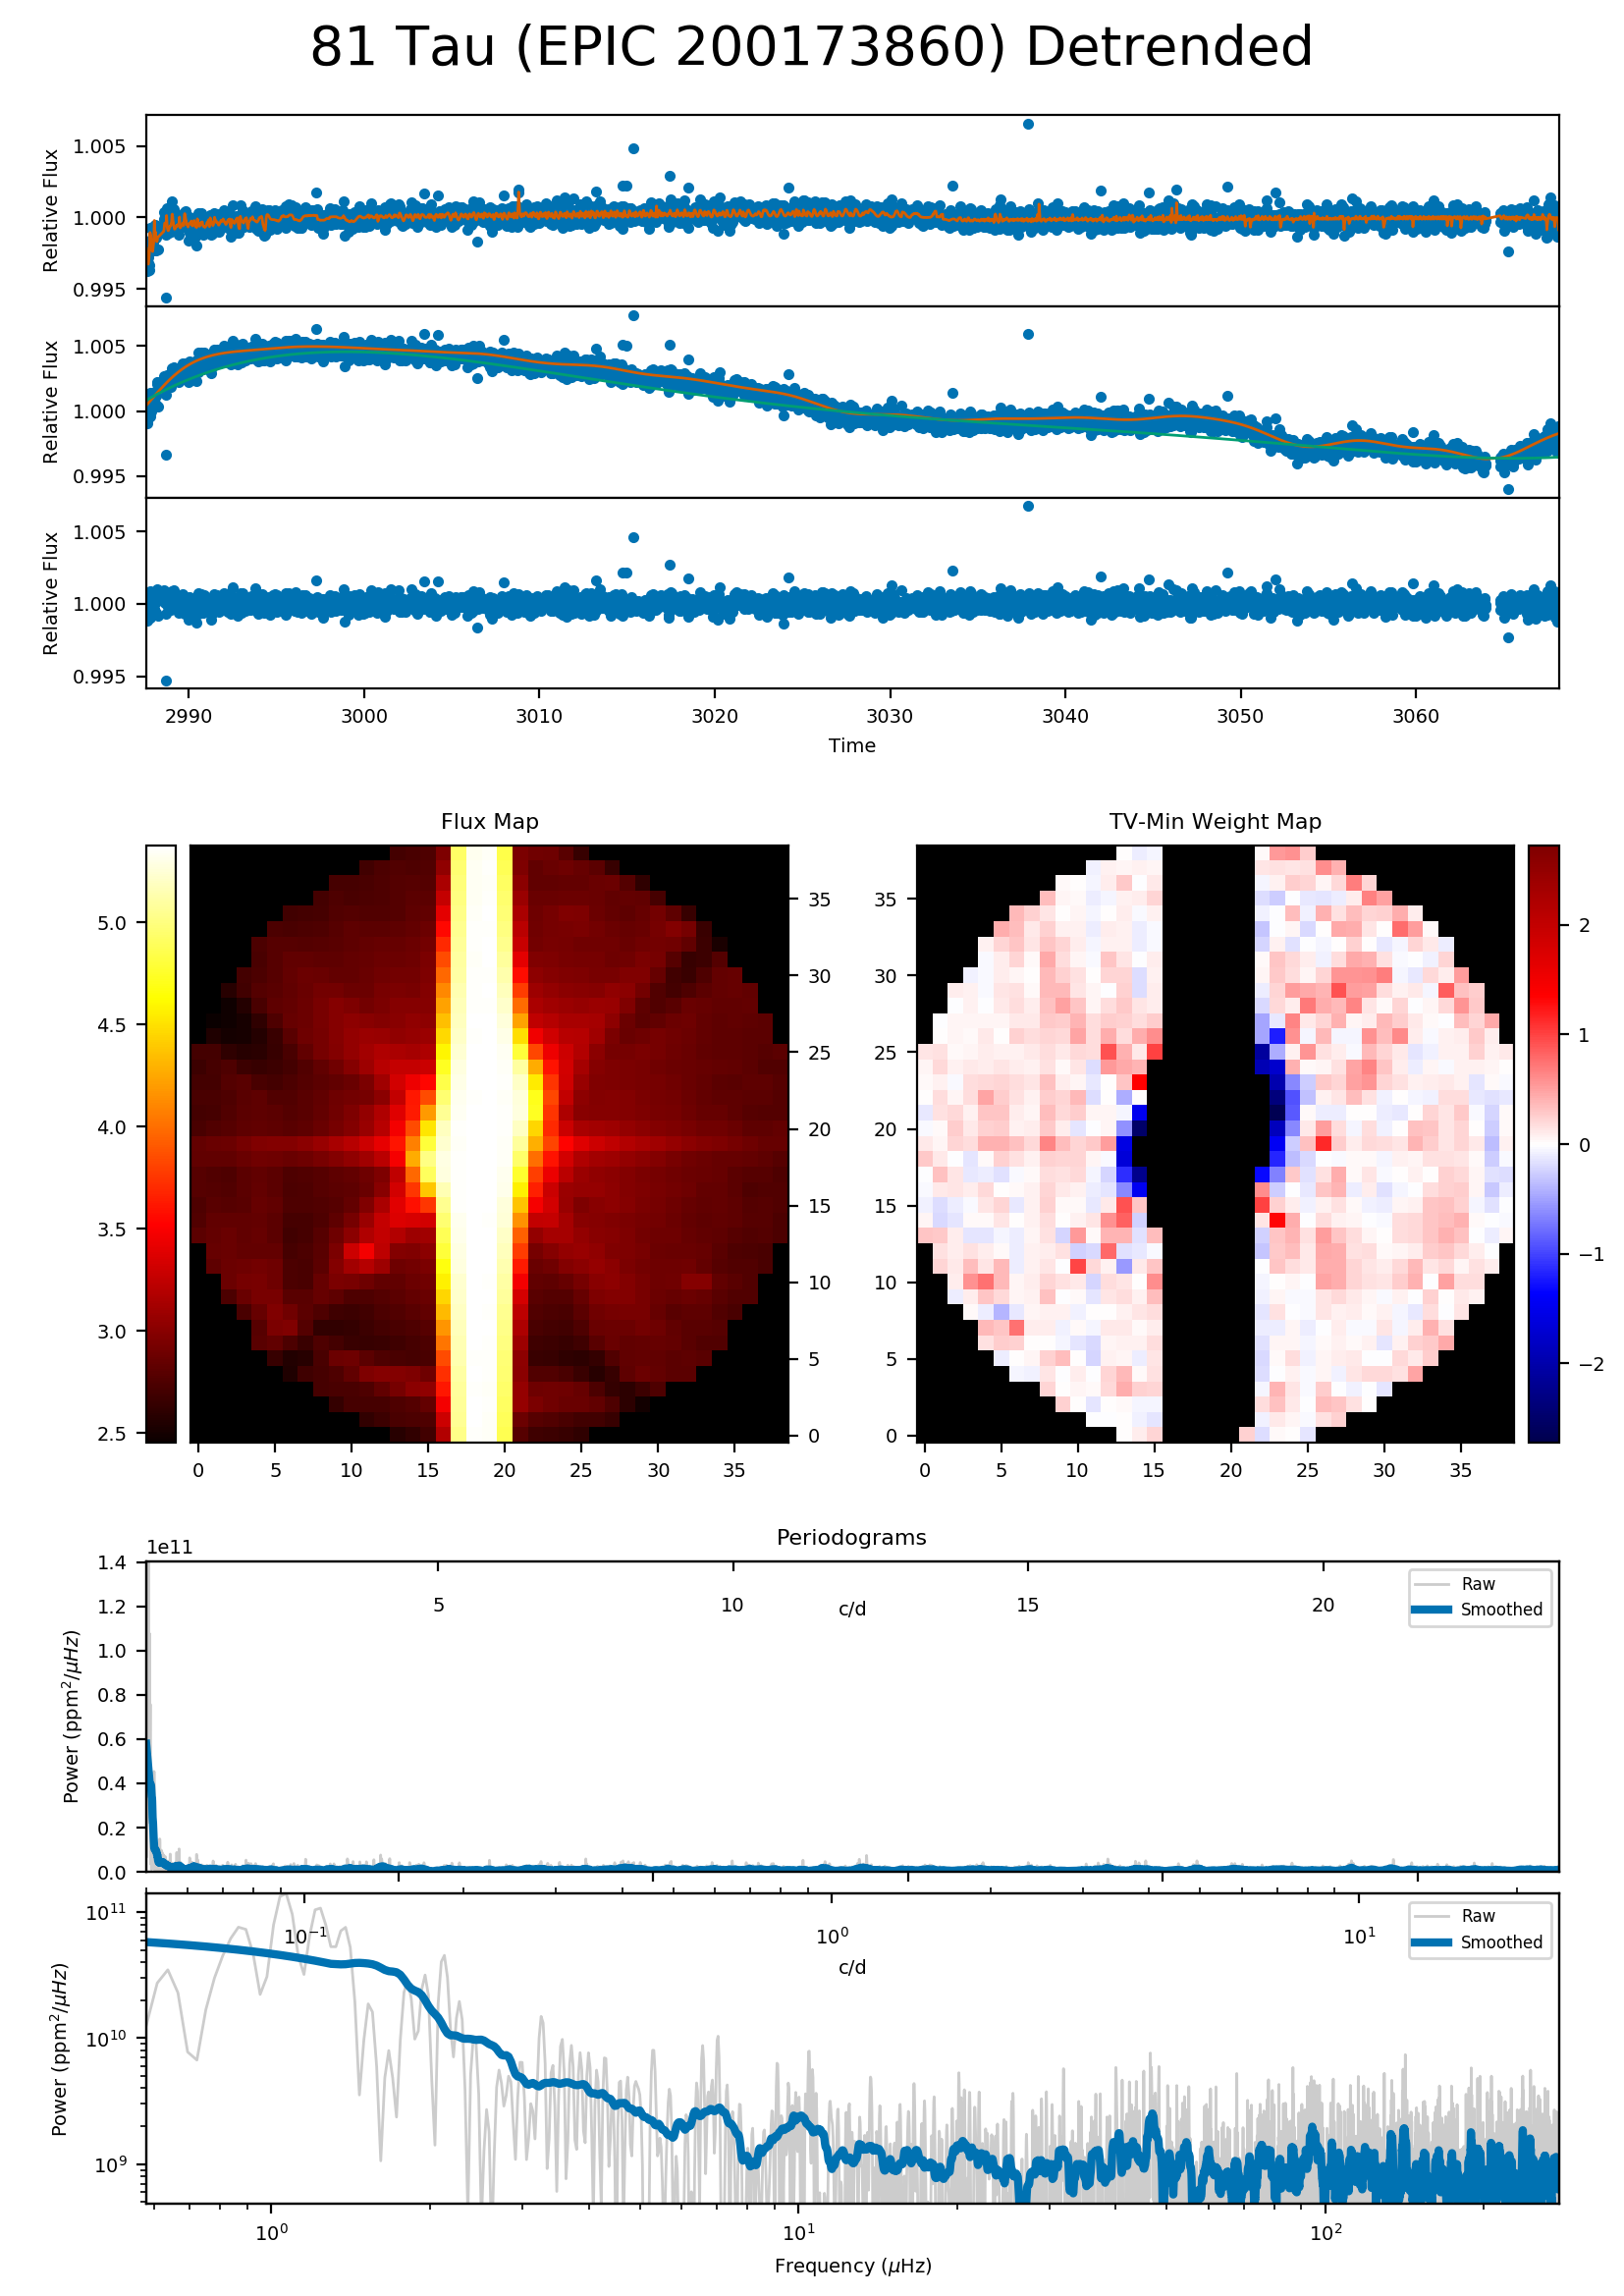 81 Tau (EPIC 200173860) Detrended
Relative Flux
1.005
1.000
0.995
Relative Flux
1.005
1.000
0.995
Relative Flux
1.005
1.000
0.995
2990 3000 3010 3020 3030 3040 3050 3060
Time
Flux Map
5.0
4.5
4.0
3.5
3.0
2.5
35
30
25
20
15
10
5
0
0 5 10 15 20 25 30 35
TV-Min Weight Map
35
30
25
20
15
10
5
0
0 5 10 15 20 25 30 35
2
1
0
−1
−2
Periodograms
1e11
1.4
1.2
1.0
0.8
0.6
0.4
0.2
0.0
Power (ppm²/μHz)
5 10 15 20
c/d
Raw
Smoothed
10¹¹
10¹⁰
10⁹
Power (ppm²/μHz)
10⁻¹ 10⁰ 10¹
c/d
Raw
Smoothed
10⁰ 10¹ 10²
Frequency (μHz)